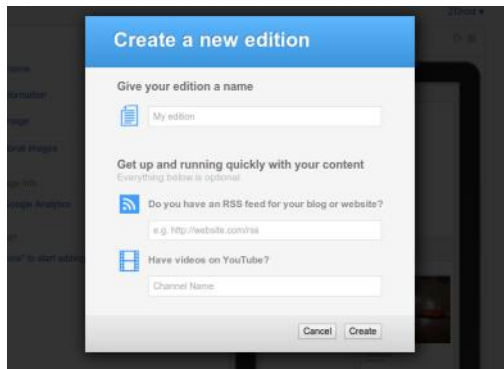 Create a new edition
Give your edition a name
My edition
Get up and running quickly with your content
Everything below is optional
Do you have an RSS feed for your blog or website?
e.g. http://website.com/rss
Have videos on YouTube?
Channel Name
Cancel Create
Google Analytics